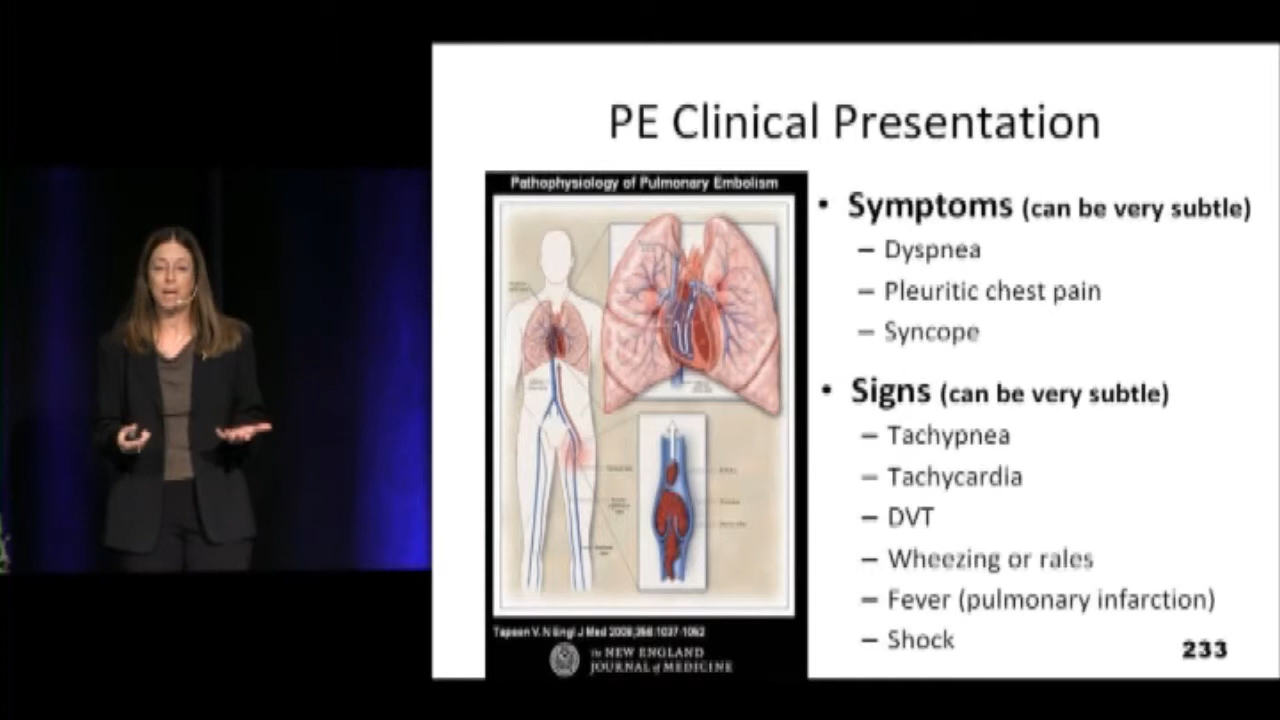 PE Clinical Presentation
Pathophysiology of Pulmonary Embolism
• Symptoms (can be very subtle)
– Dyspnea
– Pleuritic chest pain
– Syncope
• Signs (can be very subtle)
– Tachypnea
– Tachycardia
– DVT
– Wheezing or rales
– Fever (pulmonary infarction)
– Shock
Tapson V. N Engl J Med 2008;358:1037-1052
The NEW ENGLAND
JOURNAL of MEDICINE
233